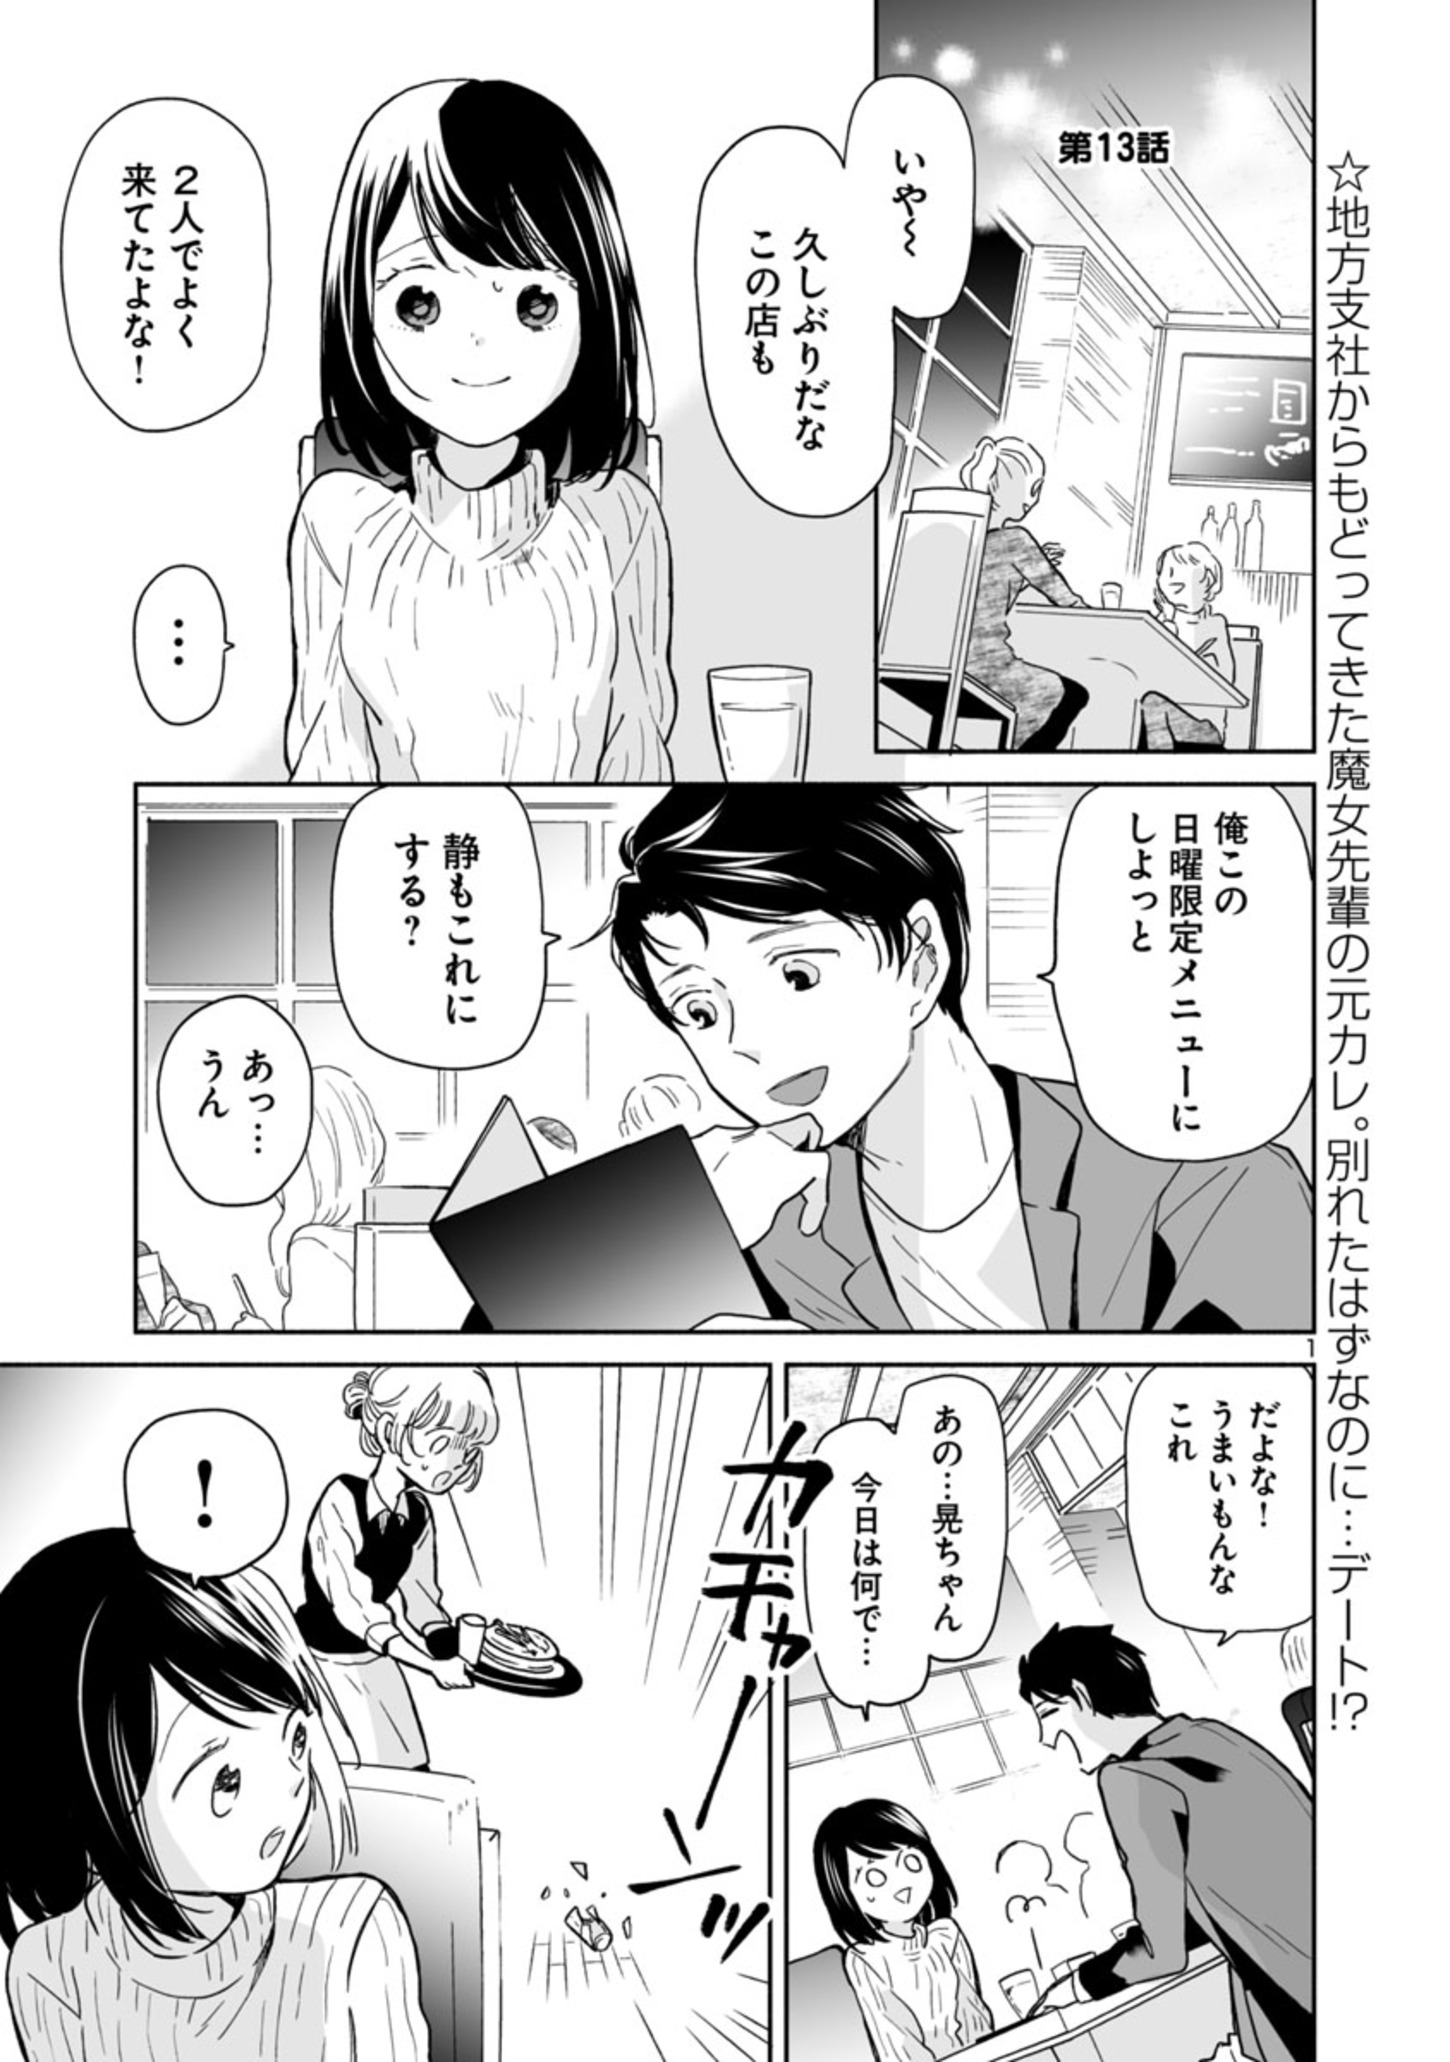 ☆地方支社からもどってきた魔女先輩の元カレ。別れたはずなのに…デート!?
第13話
いや〜
久しぶりだな
この店も
2人でよく
来てたよな!
…
俺この
日曜限定メニューに
しよっと
静もこれに
する?
あっ…
うん
1
だよな!
うまいもんな
これ
あの…晃ちゃん
今日は何で…
ガチャーンッ
!